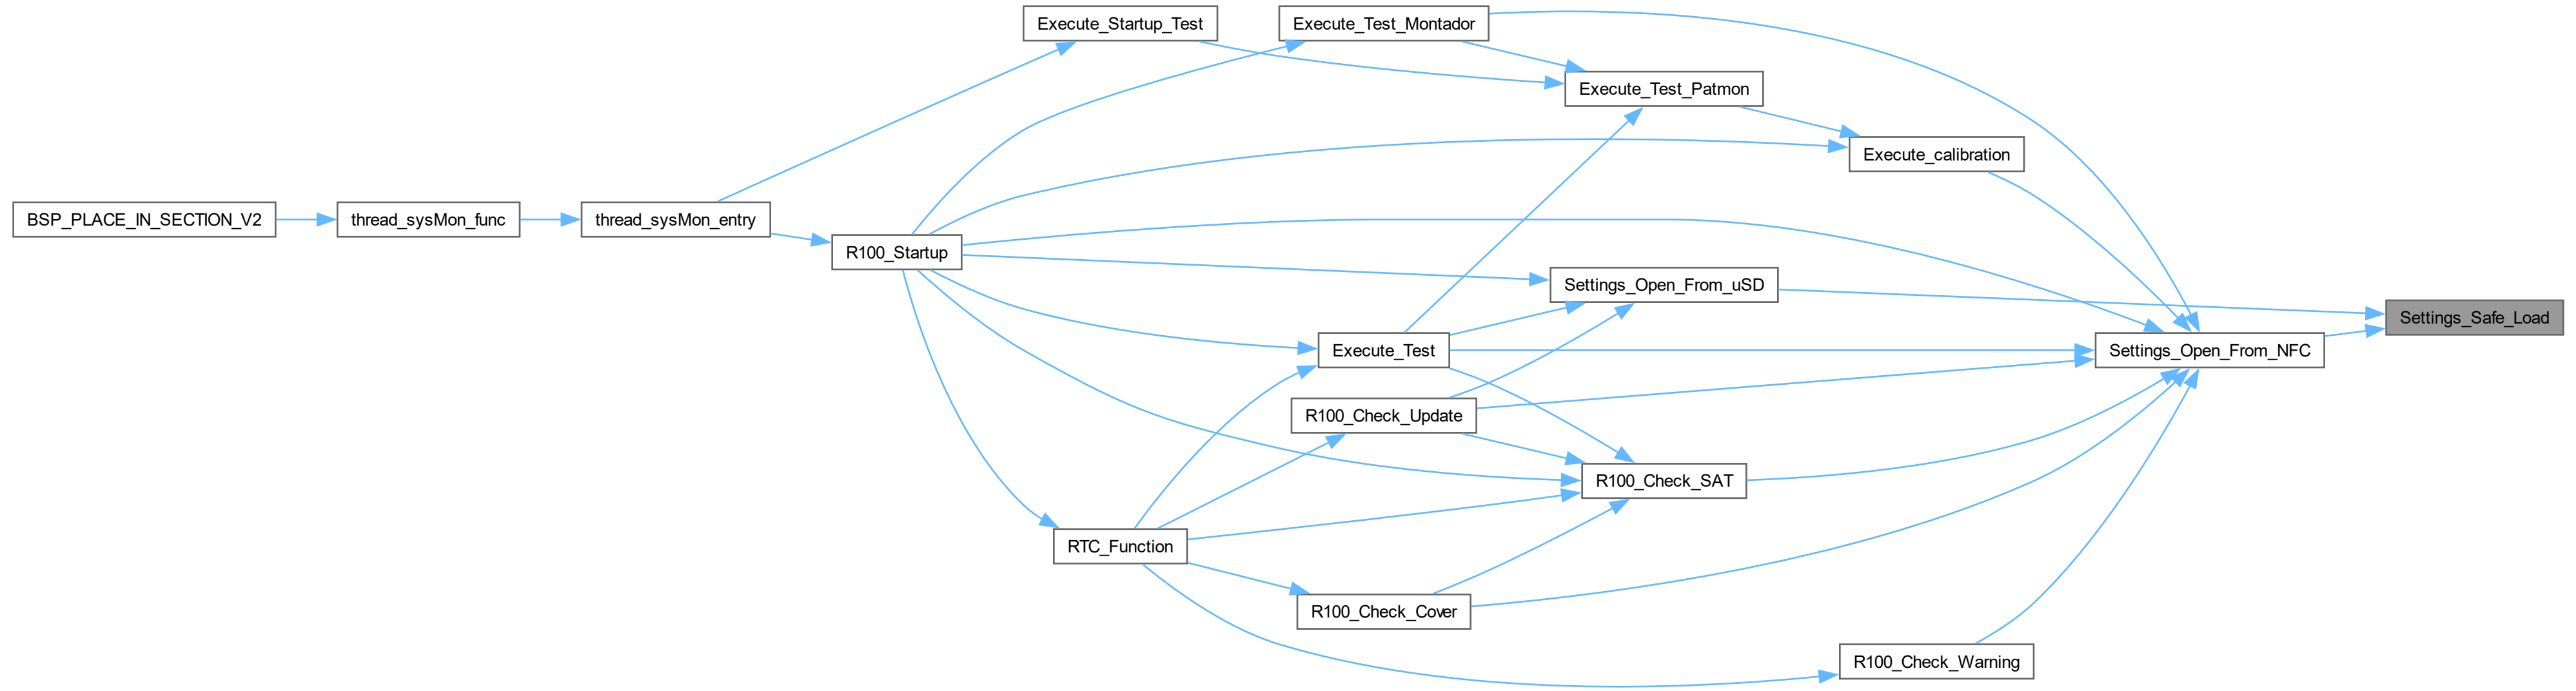 Execute_Startup_Test
Execute_Test_Montador
Execute_Test_Patmon
Execute_calibration
BSP_PLACE_IN_SECTION_V2
thread_sysMon_func
thread_sysMon_entry
R100_Startup
Settings_Open_From_uSD
Settings_Safe_Load
Execute_Test
Settings_Open_From_NFC
R100_Check_Update
R100_Check_SAT
RTC_Function
R100_Check_Cover
R100_Check_Warning